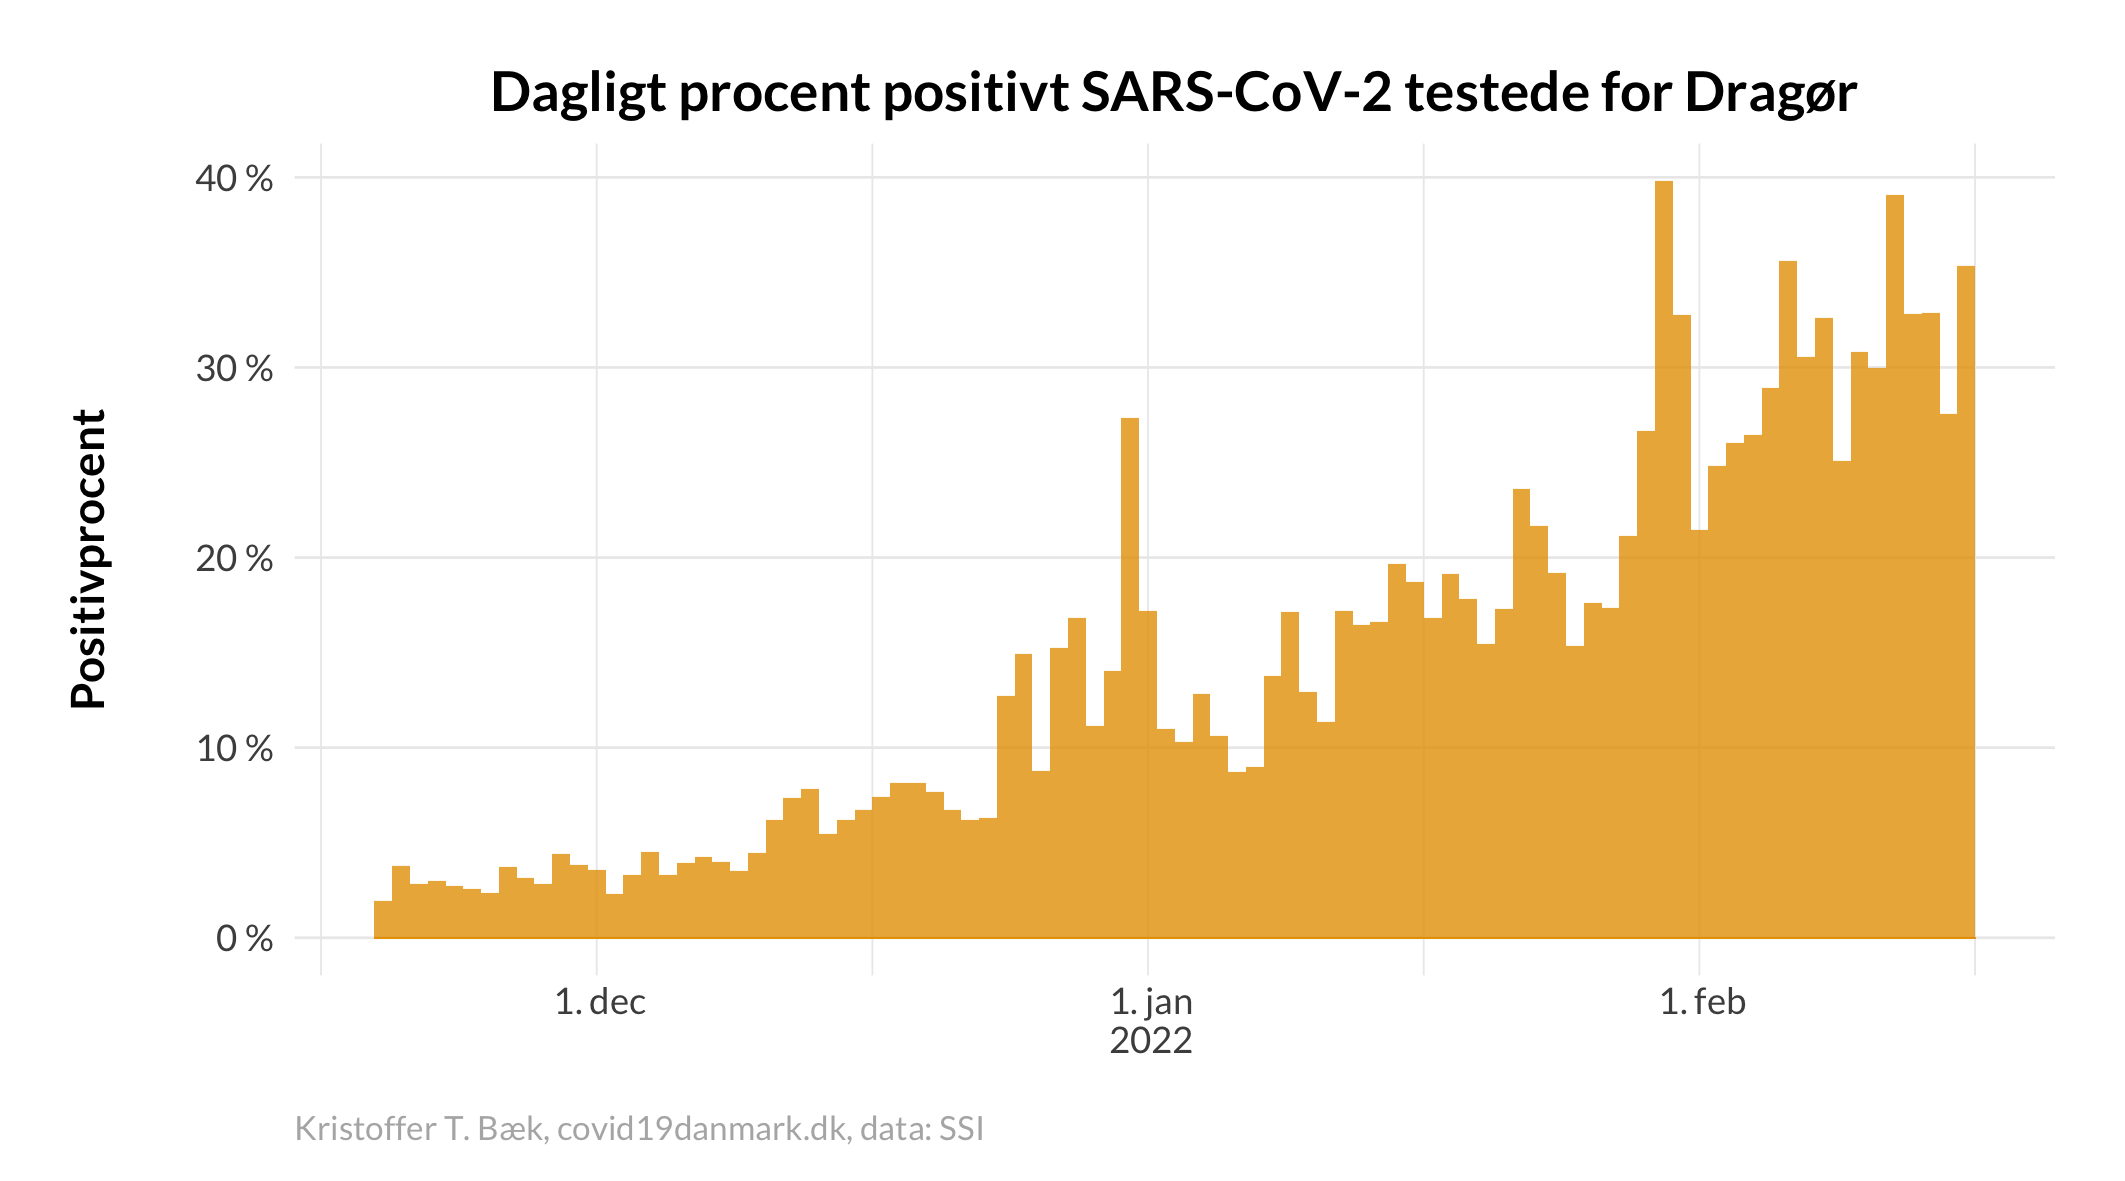 Dagligt procent positivt SARS-CoV-2 testede for Dragør
Positivprocent
40 %
30 %
20 %
10 %
0 %
1. dec
1. jan
2022
1. feb
Kristoffer T. Bæk, covid19danmark.dk, data: SSI